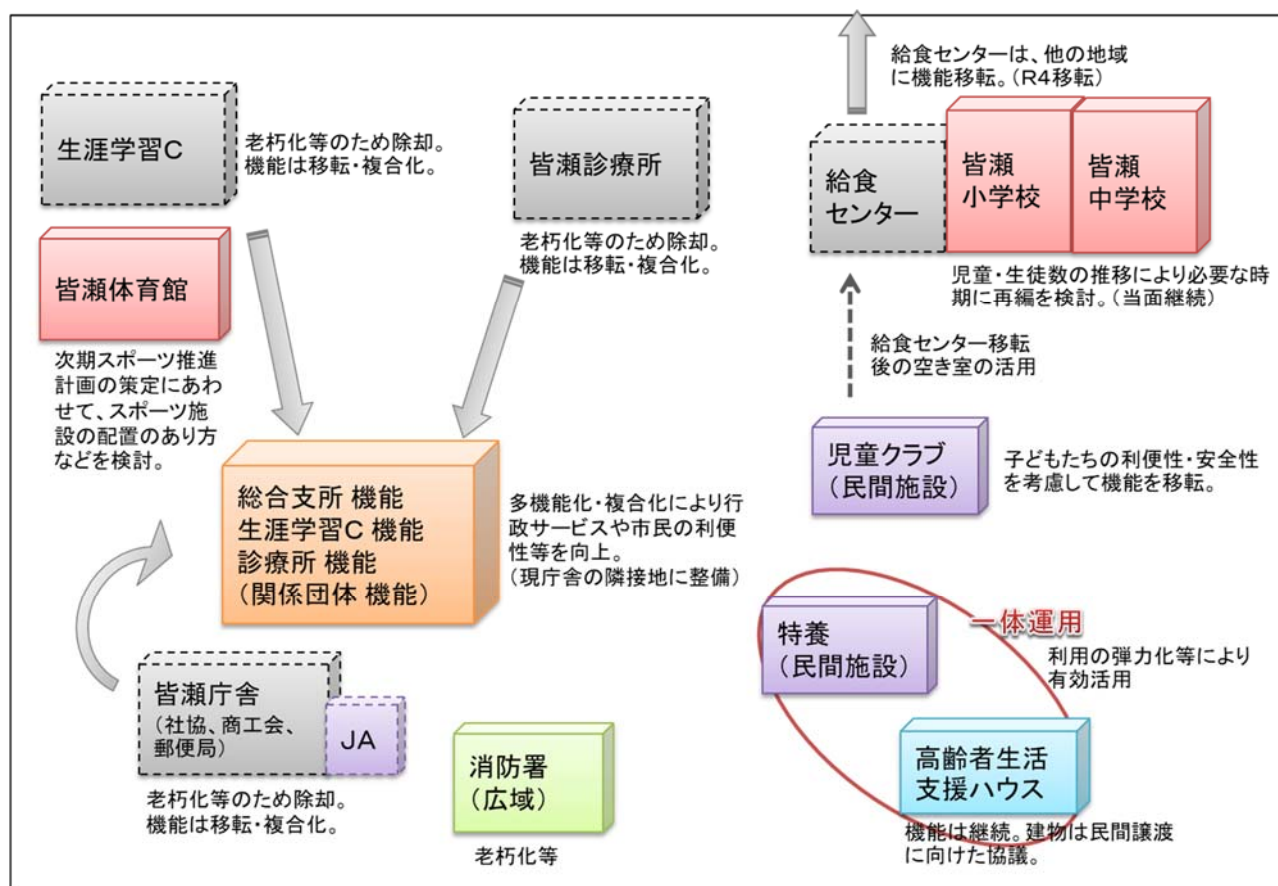 生涯学習C
老朽化等のため除却。
機能は移転・複合化。
皆瀬診療所
老朽化等のため除却。
機能は移転・複合化。
給食センターは、他の地域
に機能移転。(R4移転)
給食
センター
皆瀬
小学校
皆瀬
中学校
児童・生徒数の推移により必要な時
期に再編を検討。(当面継続)
皆瀬体育館
次期スポーツ推進
計画の策定にあわ
せて、スポーツ施
設の配置のあり方
などを検討。
給食センター移転
後の空き室の活用
児童クラブ
(民間施設)
子どもたちの利便性・安全性
を考慮して機能を移転。
総合支所 機能
生涯学習C 機能
診療所 機能
(関係団体 機能)
多機能化・複合化により行
政サービスや市民の利便
性等を向上。
(現庁舎の隣接地に整備)
特養
(民間施設)
一体運用
利用の弾力化等により
有効活用
皆瀬庁舎
(社協、商工会、
郵便局)
JA
老朽化等のため除却。
機能は移転・複合化。
消防署
(広域)
老朽化等
高齢者生活
支援ハウス
機能は継続。建物は民間譲渡
に向けた協議。